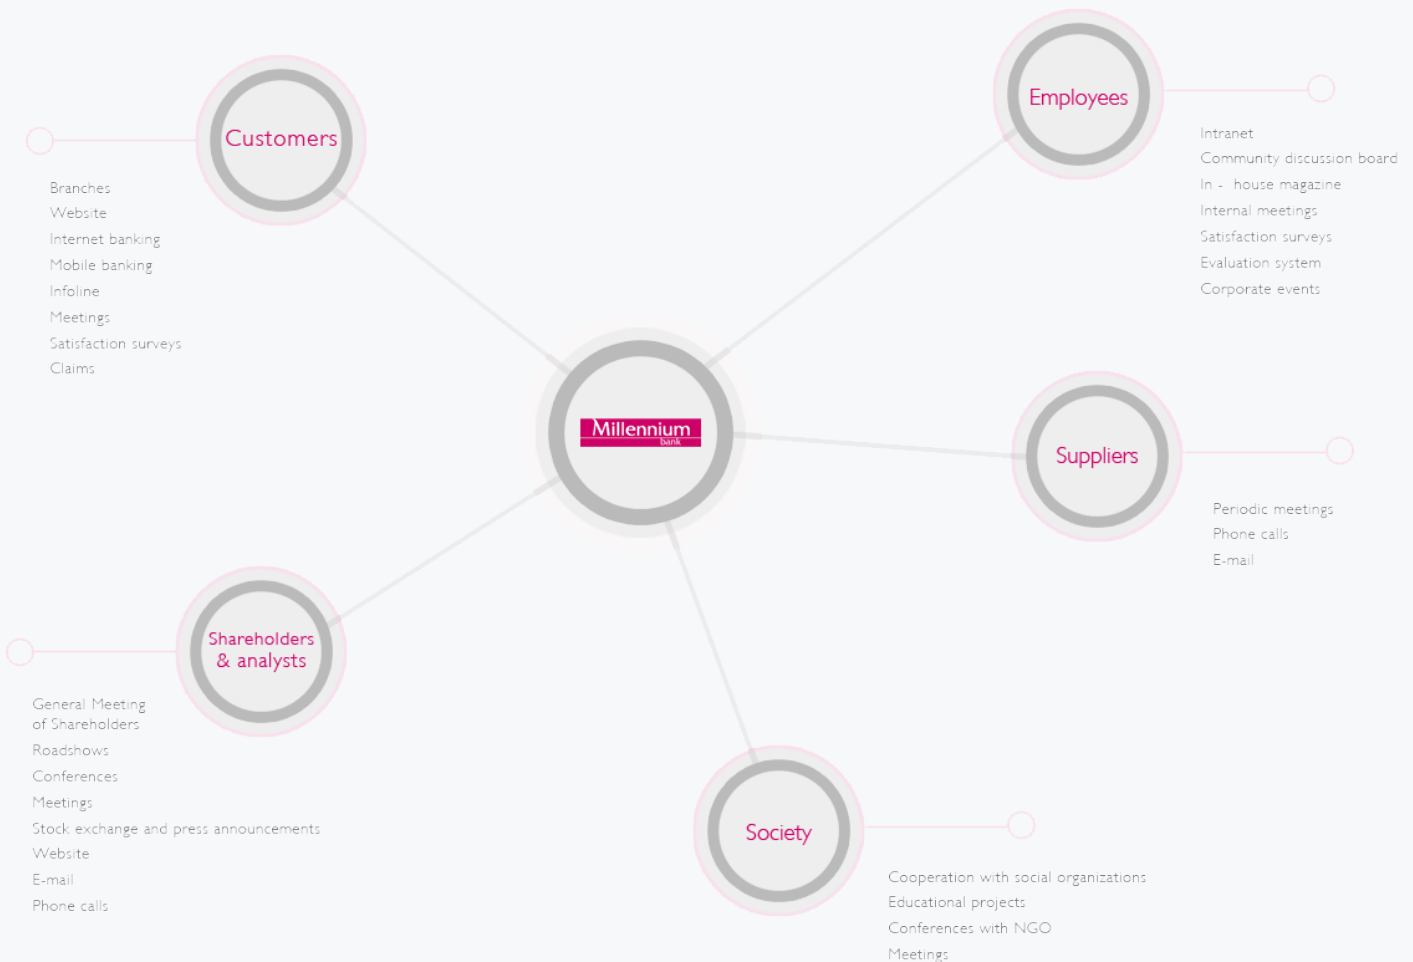 Customers
Branches
Website
Internet banking
Mobile banking
Infoline
Meetings
Satisfaction surveys
Claims
Employees
Intranet
Community discussion board
In - house magazine
Internal meetings
Satisfaction surveys
Evaluation system
Corporate events
Millennium
bank
Suppliers
Periodic meetings
Phone calls
E-mail
Shareholders
& analysts
General Meeting
of Shareholders
Roadshows
Conferences
Meetings
Stock exchange and press announcements
Website
E-mail
Phone calls
Society
Cooperation with social organizations
Educational projects
Conferences with NGO
Meetings